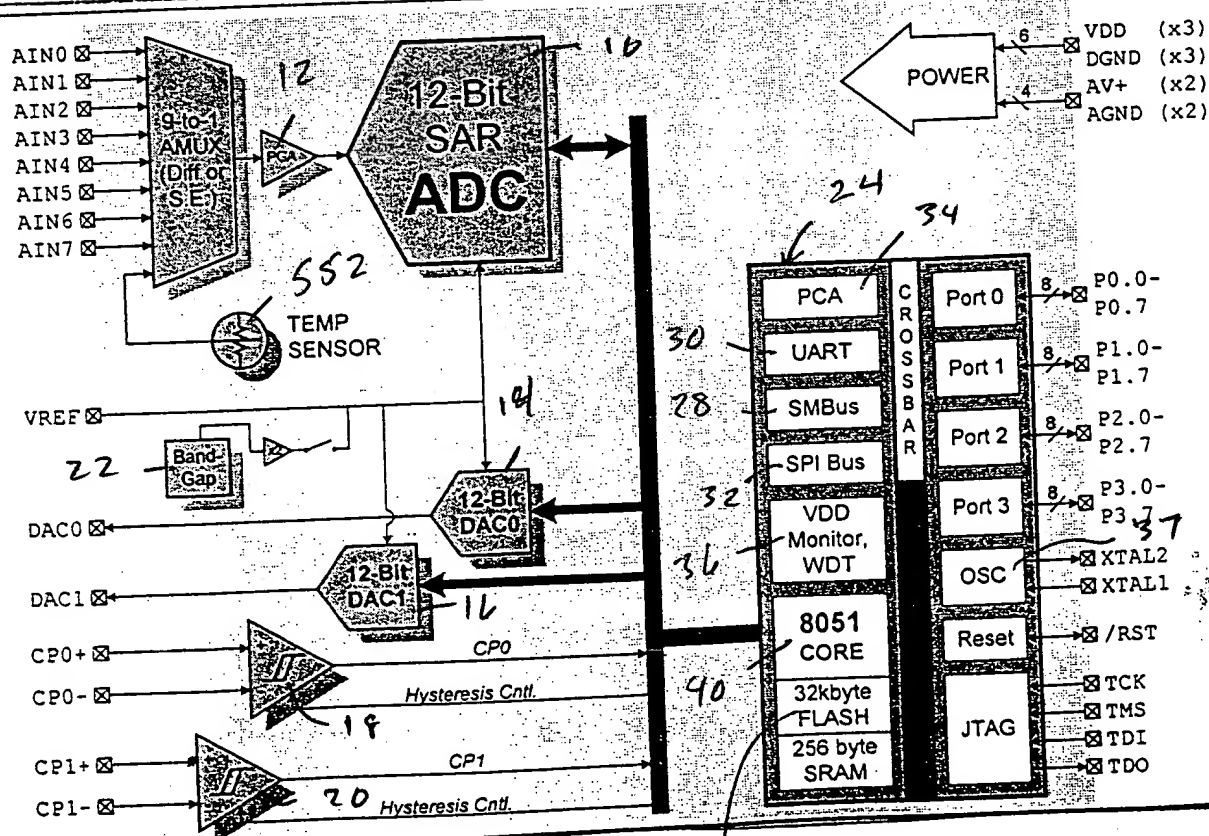 AIN0
AIN1
AIN2
AIN3
AIN4
AIN5
AIN6
AIN7
9-to-1
AMUX
(Diff or
S.E.)
12
PGA
10
12-Bit
SAR
ADC
552
TEMP
SENSOR
VREF
22
Band-
Gap
x2
14
12-Bit
DAC0
DAC0
12-Bit
DAC1
16
DAC1
CP0+
CP0-
CP0
Hysteresis Cntl.
18
CP1+
CP1-
CP1
Hysteresis Cntl.
20
POWER
6
VDD (x3)
DGND (x3)
4
AV+ (x2)
AGND (x2)
24
34
PCA
30
UART
28
SMBus
32
SPI Bus
36
VDD
Monitor,
WDT
40
8051
CORE
32kbyte
FLASH
256 byte
SRAM
CROSSBAR
Port 0
8
P0.0-
P0.7
Port 1
8
P1.0-
P1.7
Port 2
8
P2.0-
P2.7
Port 3
8
P3.0-
P3.7
37
OSC
XTAL2
XTAL1
Reset
/RST
JTAG
TCK
TMS
TDI
TDO